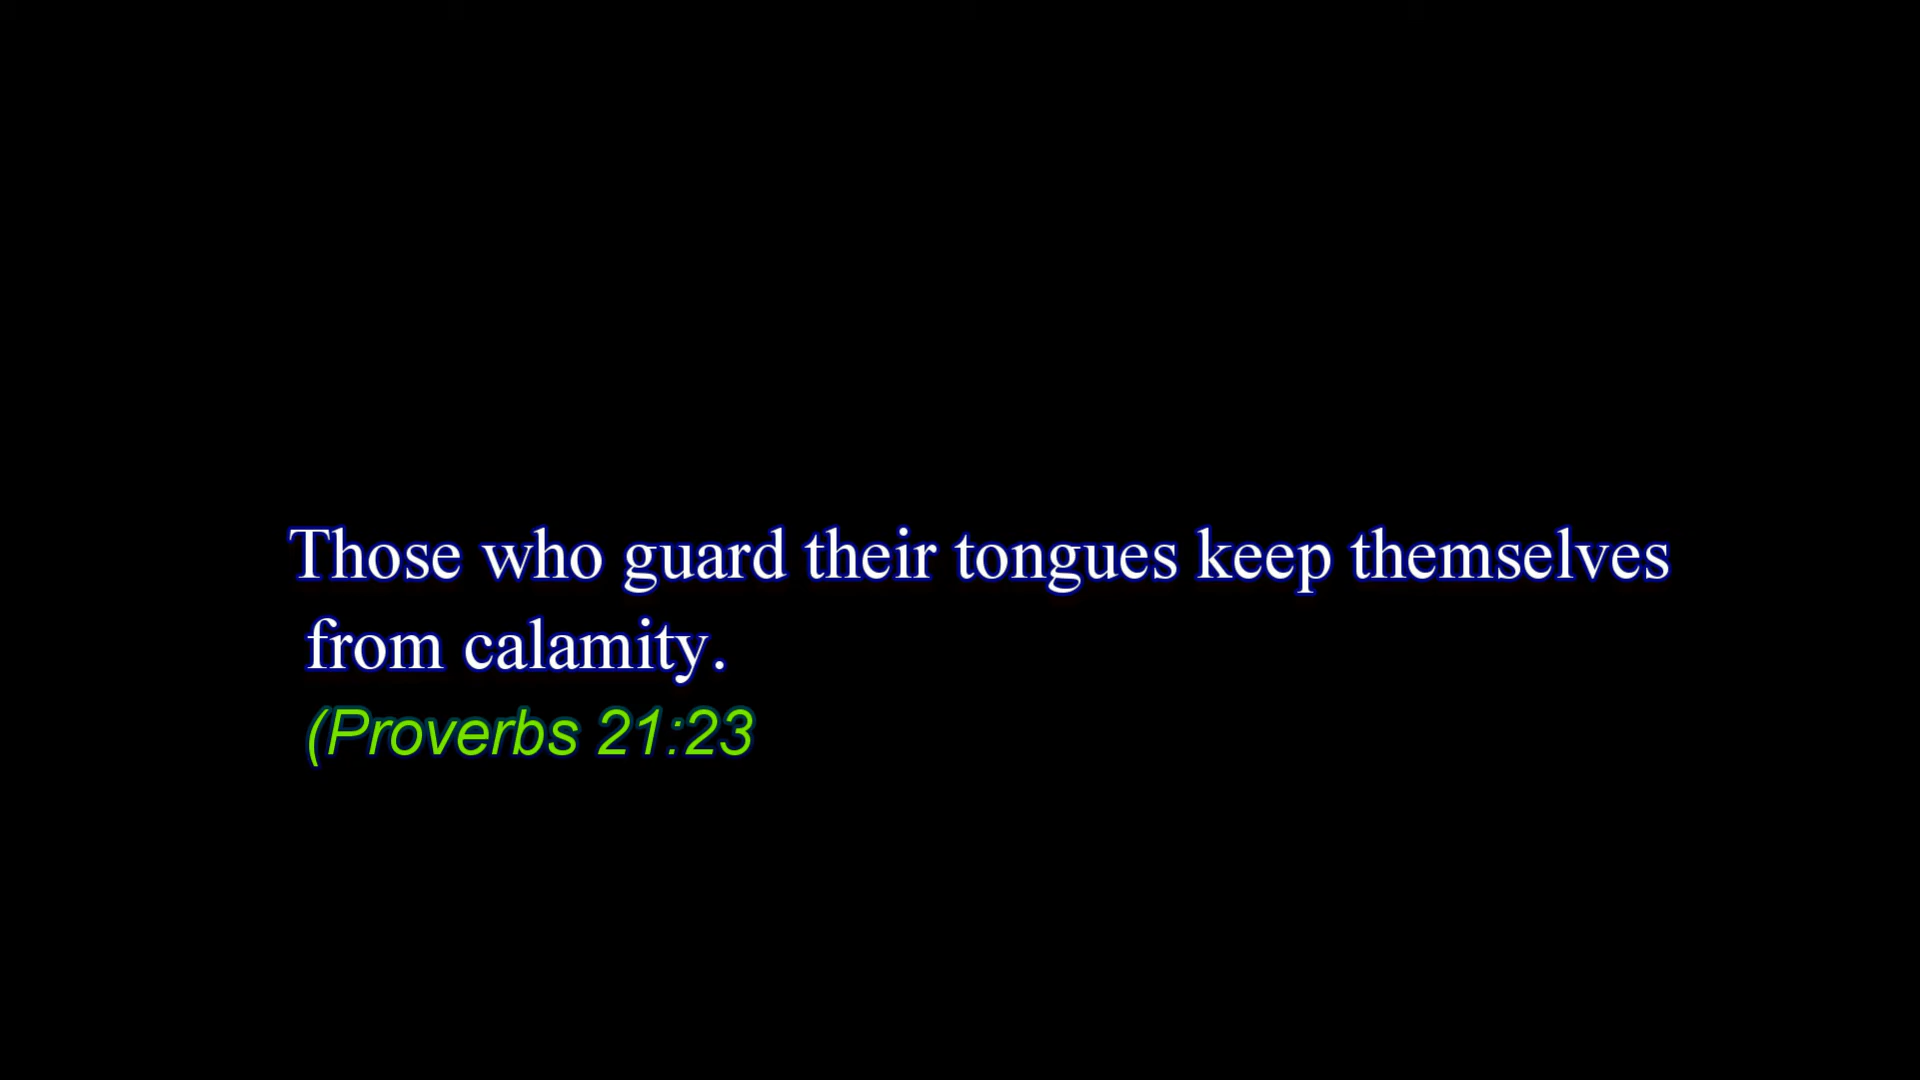 Those who guard their tongues keep themselves
from calamity.
(Proverbs 21:23